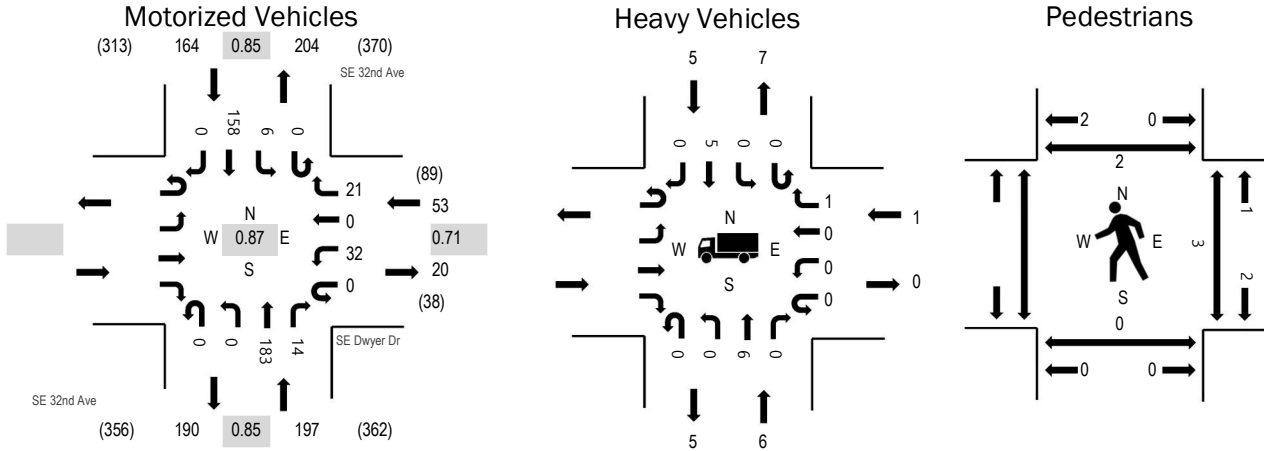 Motorized Vehicles
(313) 164 0.85 204 (370)
SE 32nd Ave
0 158 6 0
21
(89)
53
0
N
W 0.87 E
S
0.71
32
20
0
(38)
0 0 183 14
SE Dwyer Dr
SE 32nd Ave
(356) 190 0.85 197 (362)
Heavy Vehicles
5 7
0 5 0 0
1
1
0
N
W E
S
0
0
0
0 0 6 0
5 6
Pedestrians
2 0
2
N
W E
S
1
3
2
0
0 0